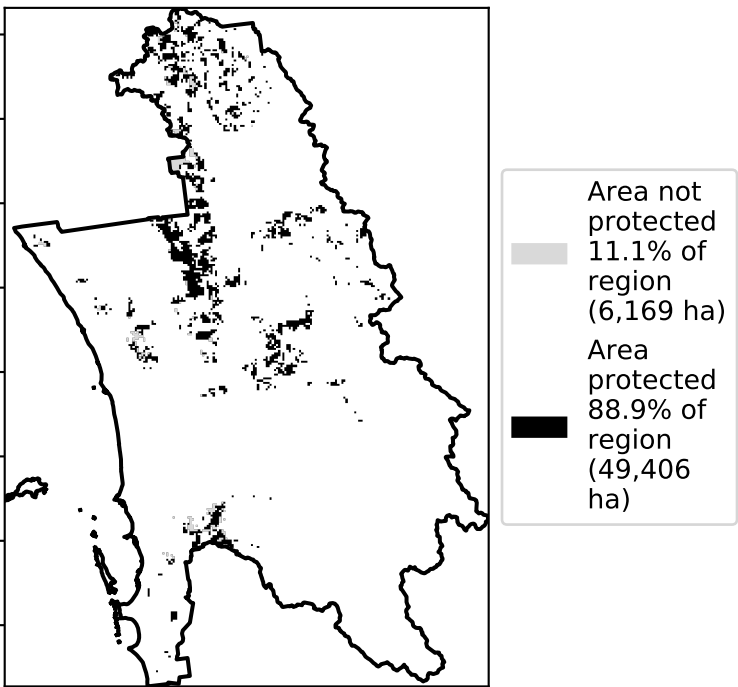 Area not
protected
11.1% of
region
(6,169 ha)
Area
protected
88.9% of
region
(49,406
ha)